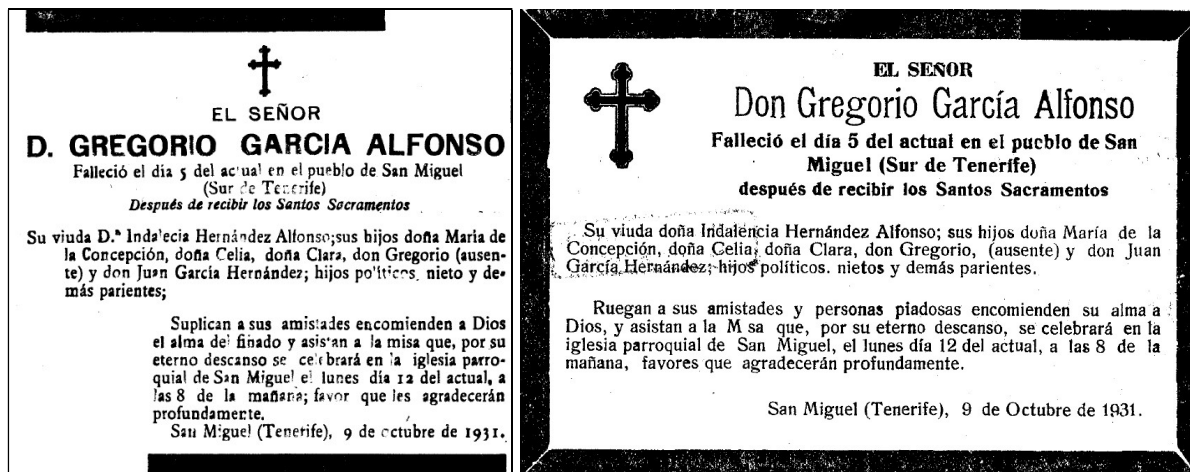 EL SEÑOR
D. GREGORIO GARCIA ALFONSO
Falleció el día 5 del actual en el pueblo de San Miguel
(Sur de Tenerife)
Después de recibir los Santos Sacramentos
Su viuda D.ª Indalecia Hernández Alfonso; sus hijos doña Maria de
la Concepción, doña Celia, doña Clara, don Gregorio (ausen-
te) y don Juan García Hernández; hijos políticos, nieto y de-
más parientes;
Suplican a sus amistades encomienden a Dios
el alma del finado y asistan a la misa que, por su
eterno descanso se celebrará en la iglesia parro-
quial de San Miguel el lunes día 12 del actual, a
las 8 de la mañana; favor que les agradecerán
profundamente.
San Miguel (Tenerife), 9 de octubre de 1931.
EL SEÑOR
Don Gregorio García Alfonso
Falleció el día 5 del actual en el pueblo de San
Miguel (Sur de Tenerife)
después de recibir los Santos Sacramentos
Su viuda doña Indalencia Hernández Alfonso; sus hijos doña María de la
Concepción, doña Celia, doña Clara, don Gregorio, (ausente) y don Juan
García Hernández; hijos políticos. nietos y demás parientes.
Ruegan a sus amistades y personas piadosas encomienden su alma a
Dios, y asistan a la M sa que, por su eterno descanso, se celebrará en la
iglesia parroquial de San Miguel, el lunes día 12 del actual, a las 8 de la
mañana, favores que agradecerán profundamente.
San Miguel (Tenerife), 9 de Octubre de 1931.